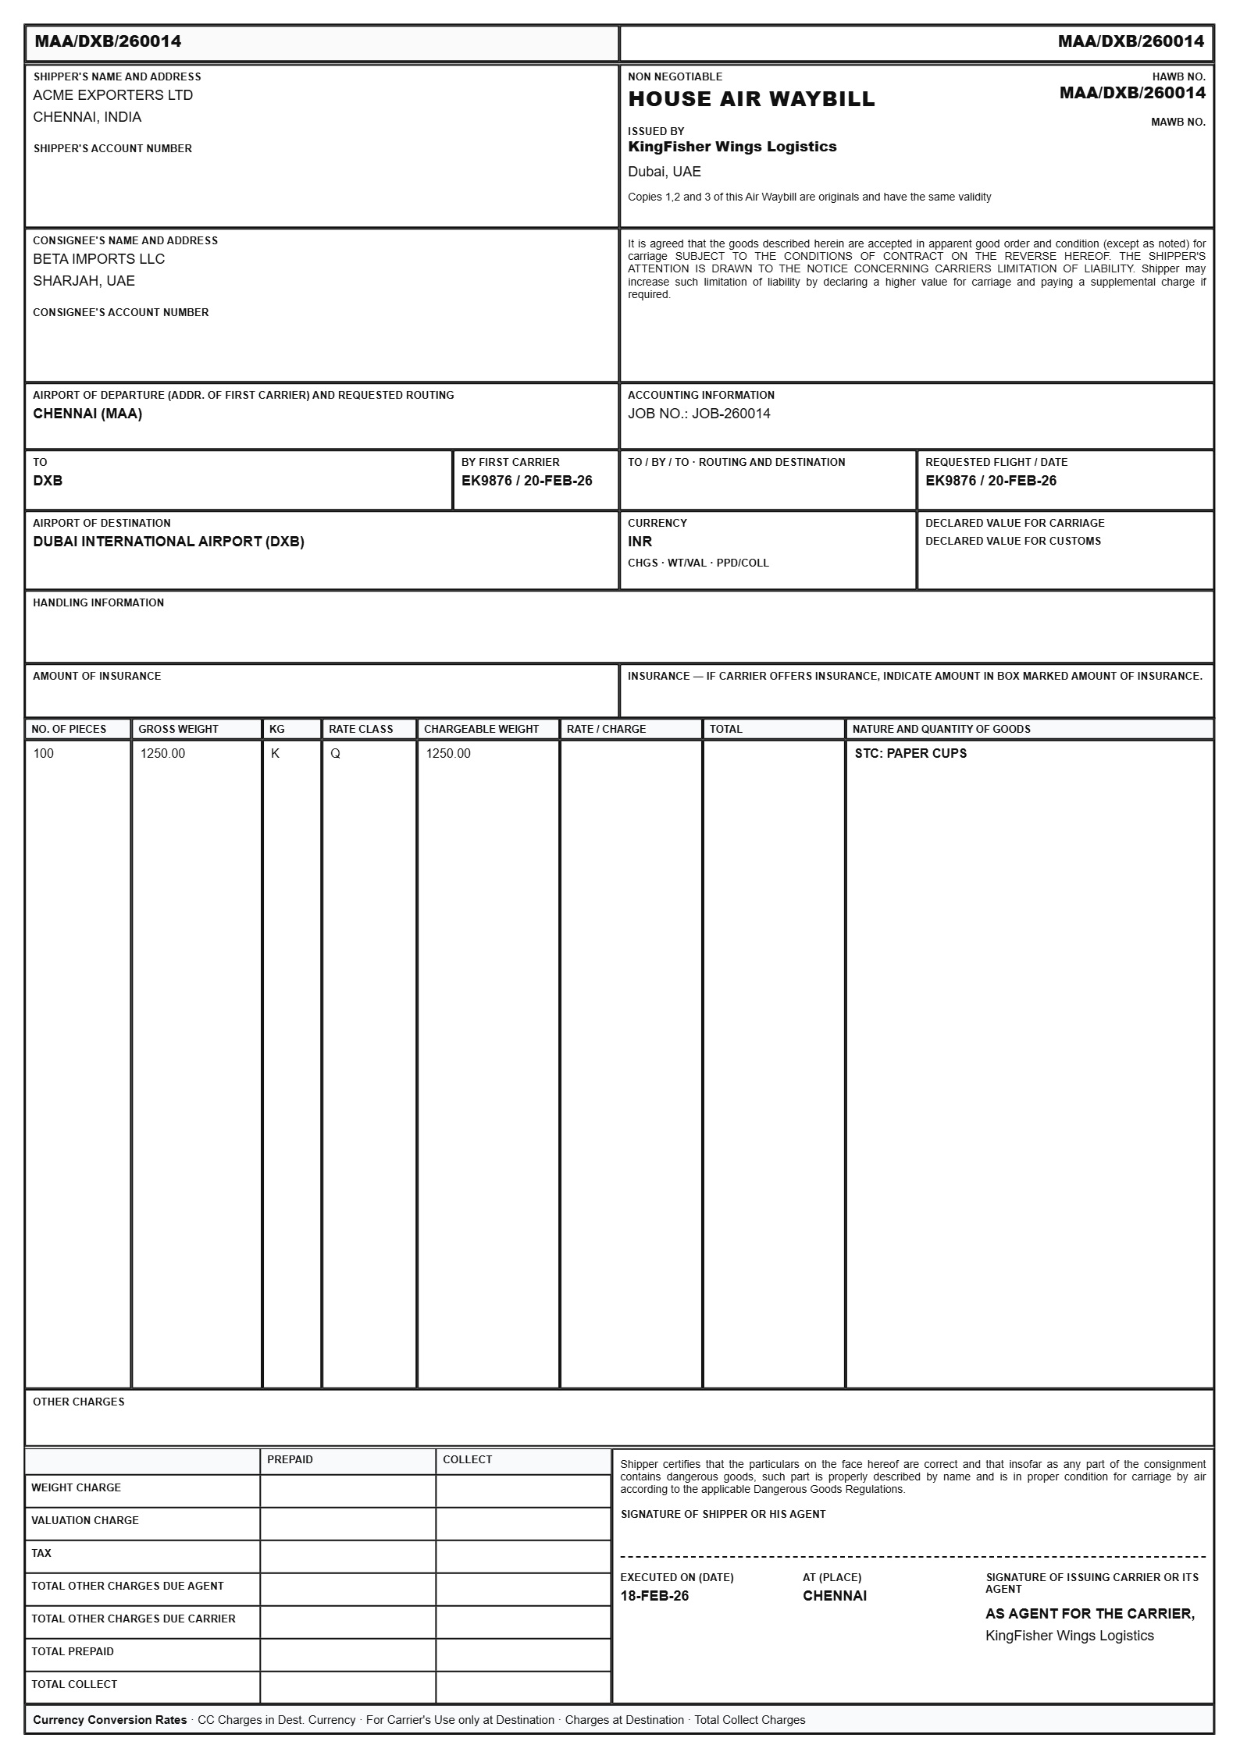 MAA/DXB/260014
MAA/DXB/260014
SHIPPER'S NAME AND ADDRESS
ACME EXPORTERS LTD
CHENNAI, INDIA
SHIPPER'S ACCOUNT NUMBER
NON NEGOTIABLE
HOUSE AIR WAYBILL
HAWB NO.
MAA/DXB/260014
MAWB NO.
ISSUED BY
KingFisher Wings Logistics
Dubai, UAE
Copies 1,2 and 3 of this Air Waybill are originals and have the same validity
CONSIGNEE'S NAME AND ADDRESS
BETA IMPORTS LLC
SHARJAH, UAE
CONSIGNEE'S ACCOUNT NUMBER
It is agreed that the goods described herein are accepted in apparent good order and condition (except as noted) for
carriage SUBJECT TO THE CONDITIONS OF CONTRACT ON THE REVERSE HEREOF. THE SHIPPER'S
ATTENTION IS DRAWN TO THE NOTICE CONCERNING CARRIERS LIMITATION OF LIABILITY. Shipper may
increase such limitation of liability by declaring a higher value for carriage and paying a supplemental charge if
required.
AIRPORT OF DEPARTURE (ADDR. OF FIRST CARRIER) AND REQUESTED ROUTING
CHENNAI (MAA)
ACCOUNTING INFORMATION
JOB NO.: JOB-260014
TO
DXB
BY FIRST CARRIER
EK9876 / 20-FEB-26
TO / BY / TO · ROUTING AND DESTINATION
REQUESTED FLIGHT / DATE
EK9876 / 20-FEB-26
AIRPORT OF DESTINATION
DUBAI INTERNATIONAL AIRPORT (DXB)
CURRENCY
INR
CHGS · WT/VAL · PPD/COLL
DECLARED VALUE FOR CARRIAGE
DECLARED VALUE FOR CUSTOMS
HANDLING INFORMATION
AMOUNT OF INSURANCE
INSURANCE — IF CARRIER OFFERS INSURANCE, INDICATE AMOUNT IN BOX MARKED AMOUNT OF INSURANCE.
NO. OF PIECES GROSS WEIGHT KG RATE CLASS CHARGEABLE WEIGHT RATE / CHARGE TOTAL NATURE AND QUANTITY OF GOODS
100 1250.00 K Q 1250.00 STC: PAPER CUPS
OTHER CHARGES
PREPAID COLLECT
WEIGHT CHARGE
VALUATION CHARGE
TAX
TOTAL OTHER CHARGES DUE AGENT
TOTAL OTHER CHARGES DUE CARRIER
TOTAL PREPAID
TOTAL COLLECT
Shipper certifies that the particulars on the face hereof are correct and that insofar as any part of the consignment
contains dangerous goods, such part is properly described by name and is in proper condition for carriage by air
according to the applicable Dangerous Goods Regulations.
SIGNATURE OF SHIPPER OR HIS AGENT
EXECUTED ON (DATE)
18-FEB-26
AT (PLACE)
CHENNAI
SIGNATURE OF ISSUING CARRIER OR ITS
AGENT
AS AGENT FOR THE CARRIER,
KingFisher Wings Logistics
Currency Conversion Rates · CC Charges in Dest. Currency · For Carrier's Use only at Destination · Charges at Destination · Total Collect Charges